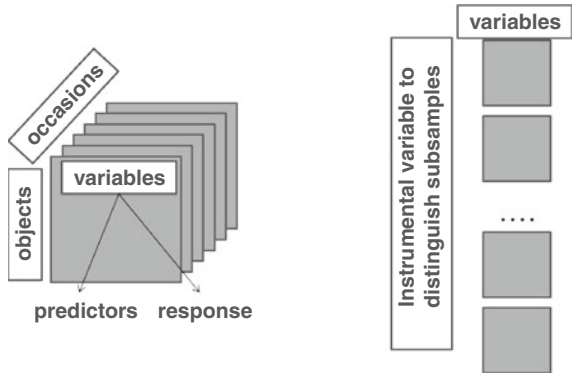 occasions
objects
variables
predictors response
variables
Instrumental variable to
distinguish subsamples
....